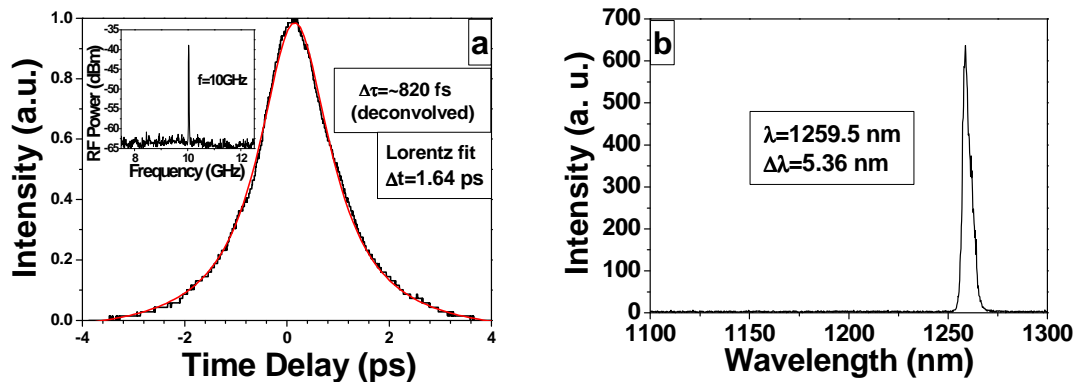 a
Intensity (a.u.)
1.0
0.8
0.6
0.4
0.2
0.0
-4
-2
0
2
4
Time Delay (ps)
RF Power (dBm)
-35
-40
-45
-50
-55
-60
-65
8
10
12
Frequency (GHz)
f=10GHz
Δτ=~820 fs
(deconvolved)
Lorentz fit
Δt=1.64 ps
b
Intensity (a. u.)
700
600
500
400
300
200
100
0
1100
1150
1200
1250
1300
Wavelength (nm)
λ=1259.5 nm
Δλ=5.36 nm